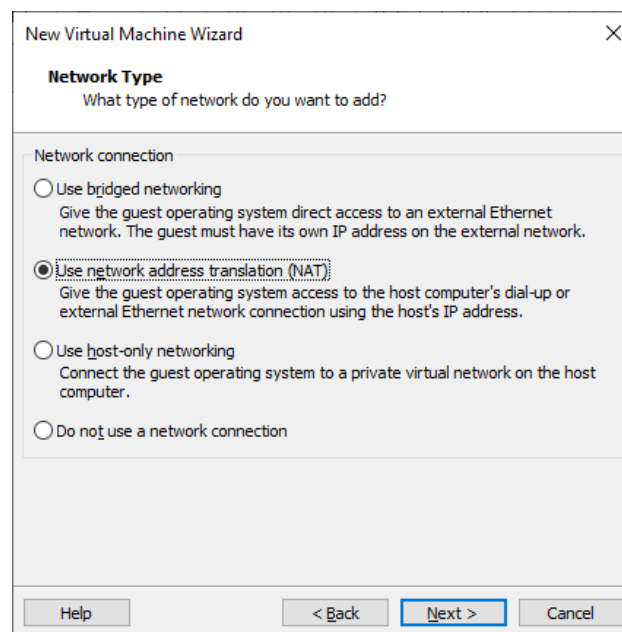 New Virtual Machine Wizard
Network Type
What type of network do you want to add?
Network connection
Use bridged networking
Give the guest operating system direct access to an external Ethernet
network. The guest must have its own IP address on the external network.
Use network address translation (NAT)
Give the guest operating system access to the host computer's dial-up or
external Ethernet network connection using the host's IP address.
Use host-only networking
Connect the guest operating system to a private virtual network on the host
computer.
Do not use a network connection
Help
< Back
Next >
Cancel